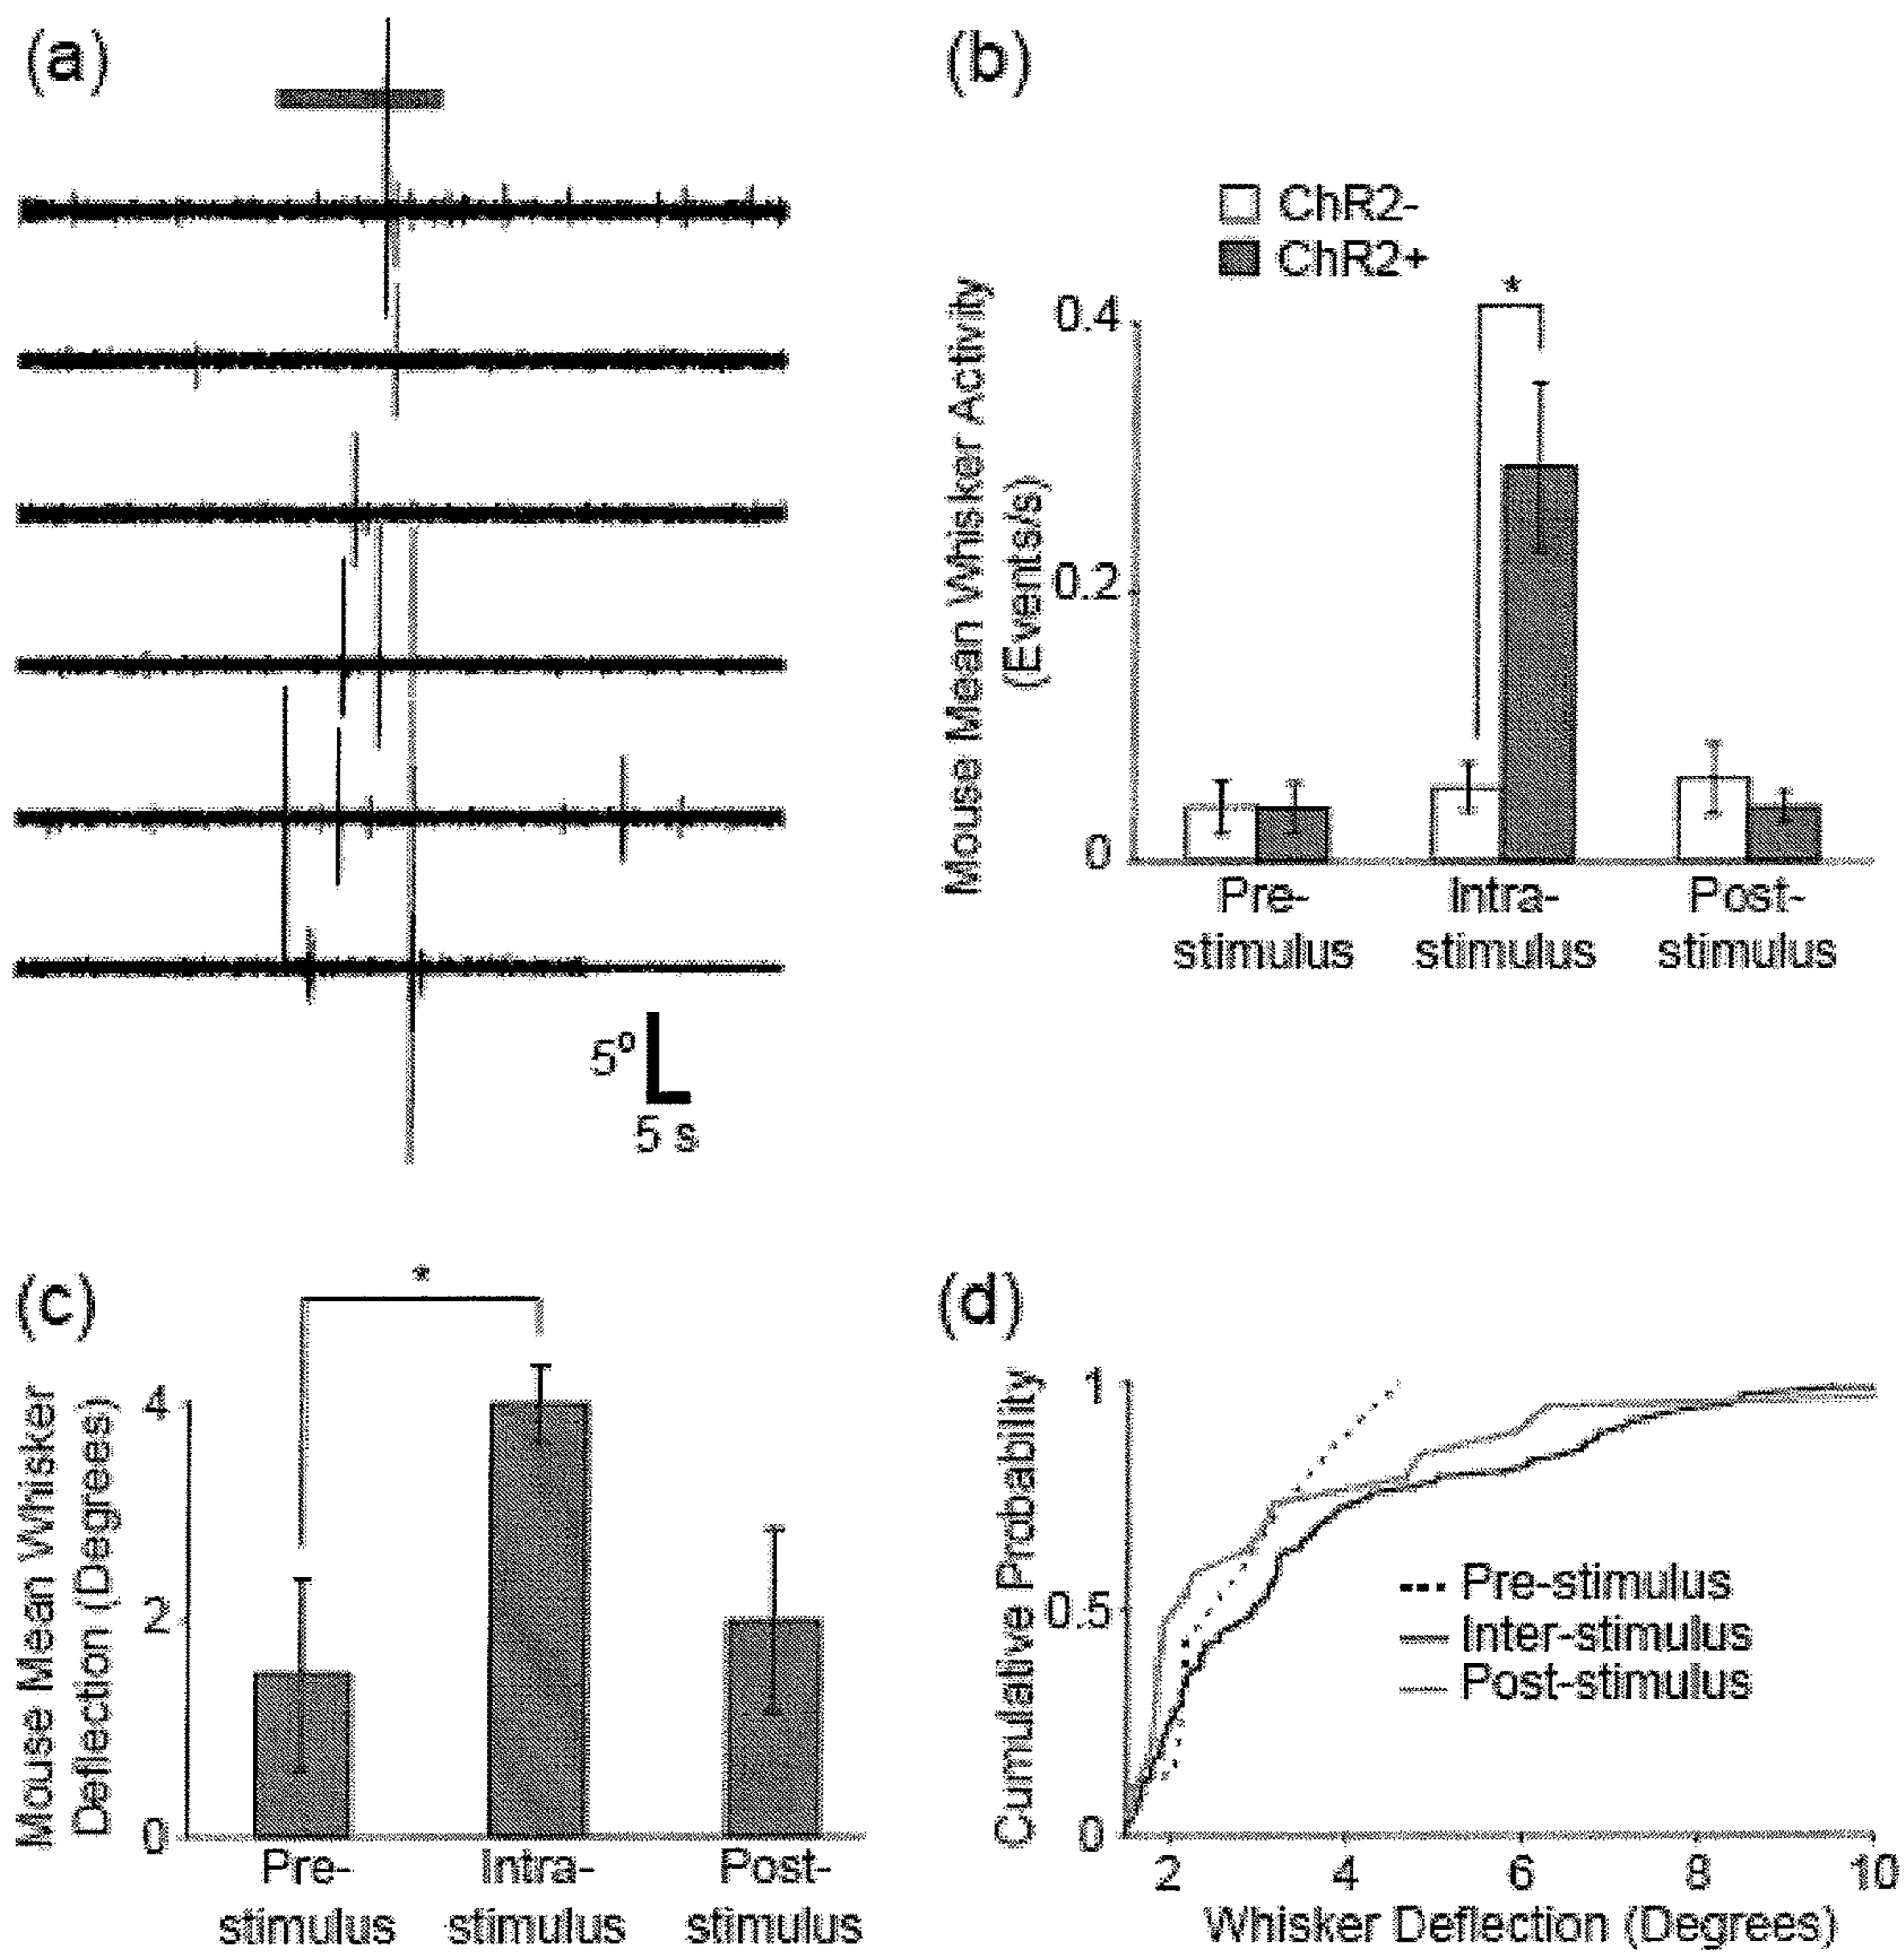 (a)
5°
5 s
(b)
ChR2-
ChR2+
*
Mouse Mean Whisker Activity
(Events/s)
0.4
0.2
0
Pre-
stimulus
Intra-
stimulus
Post-
stimulus
(c)
*
Mouse Mean Whisker
Deflection (Degrees)
4
2
0
Pre-
stimulus
Intra-
stimulus
Post-
stimulus
(d)
Cumulative Probability
1
0.5
0
Pre-stimulus
Inter-stimulus
Post-stimulus
2
4
6
8
10
Whisker Deflection (Degrees)